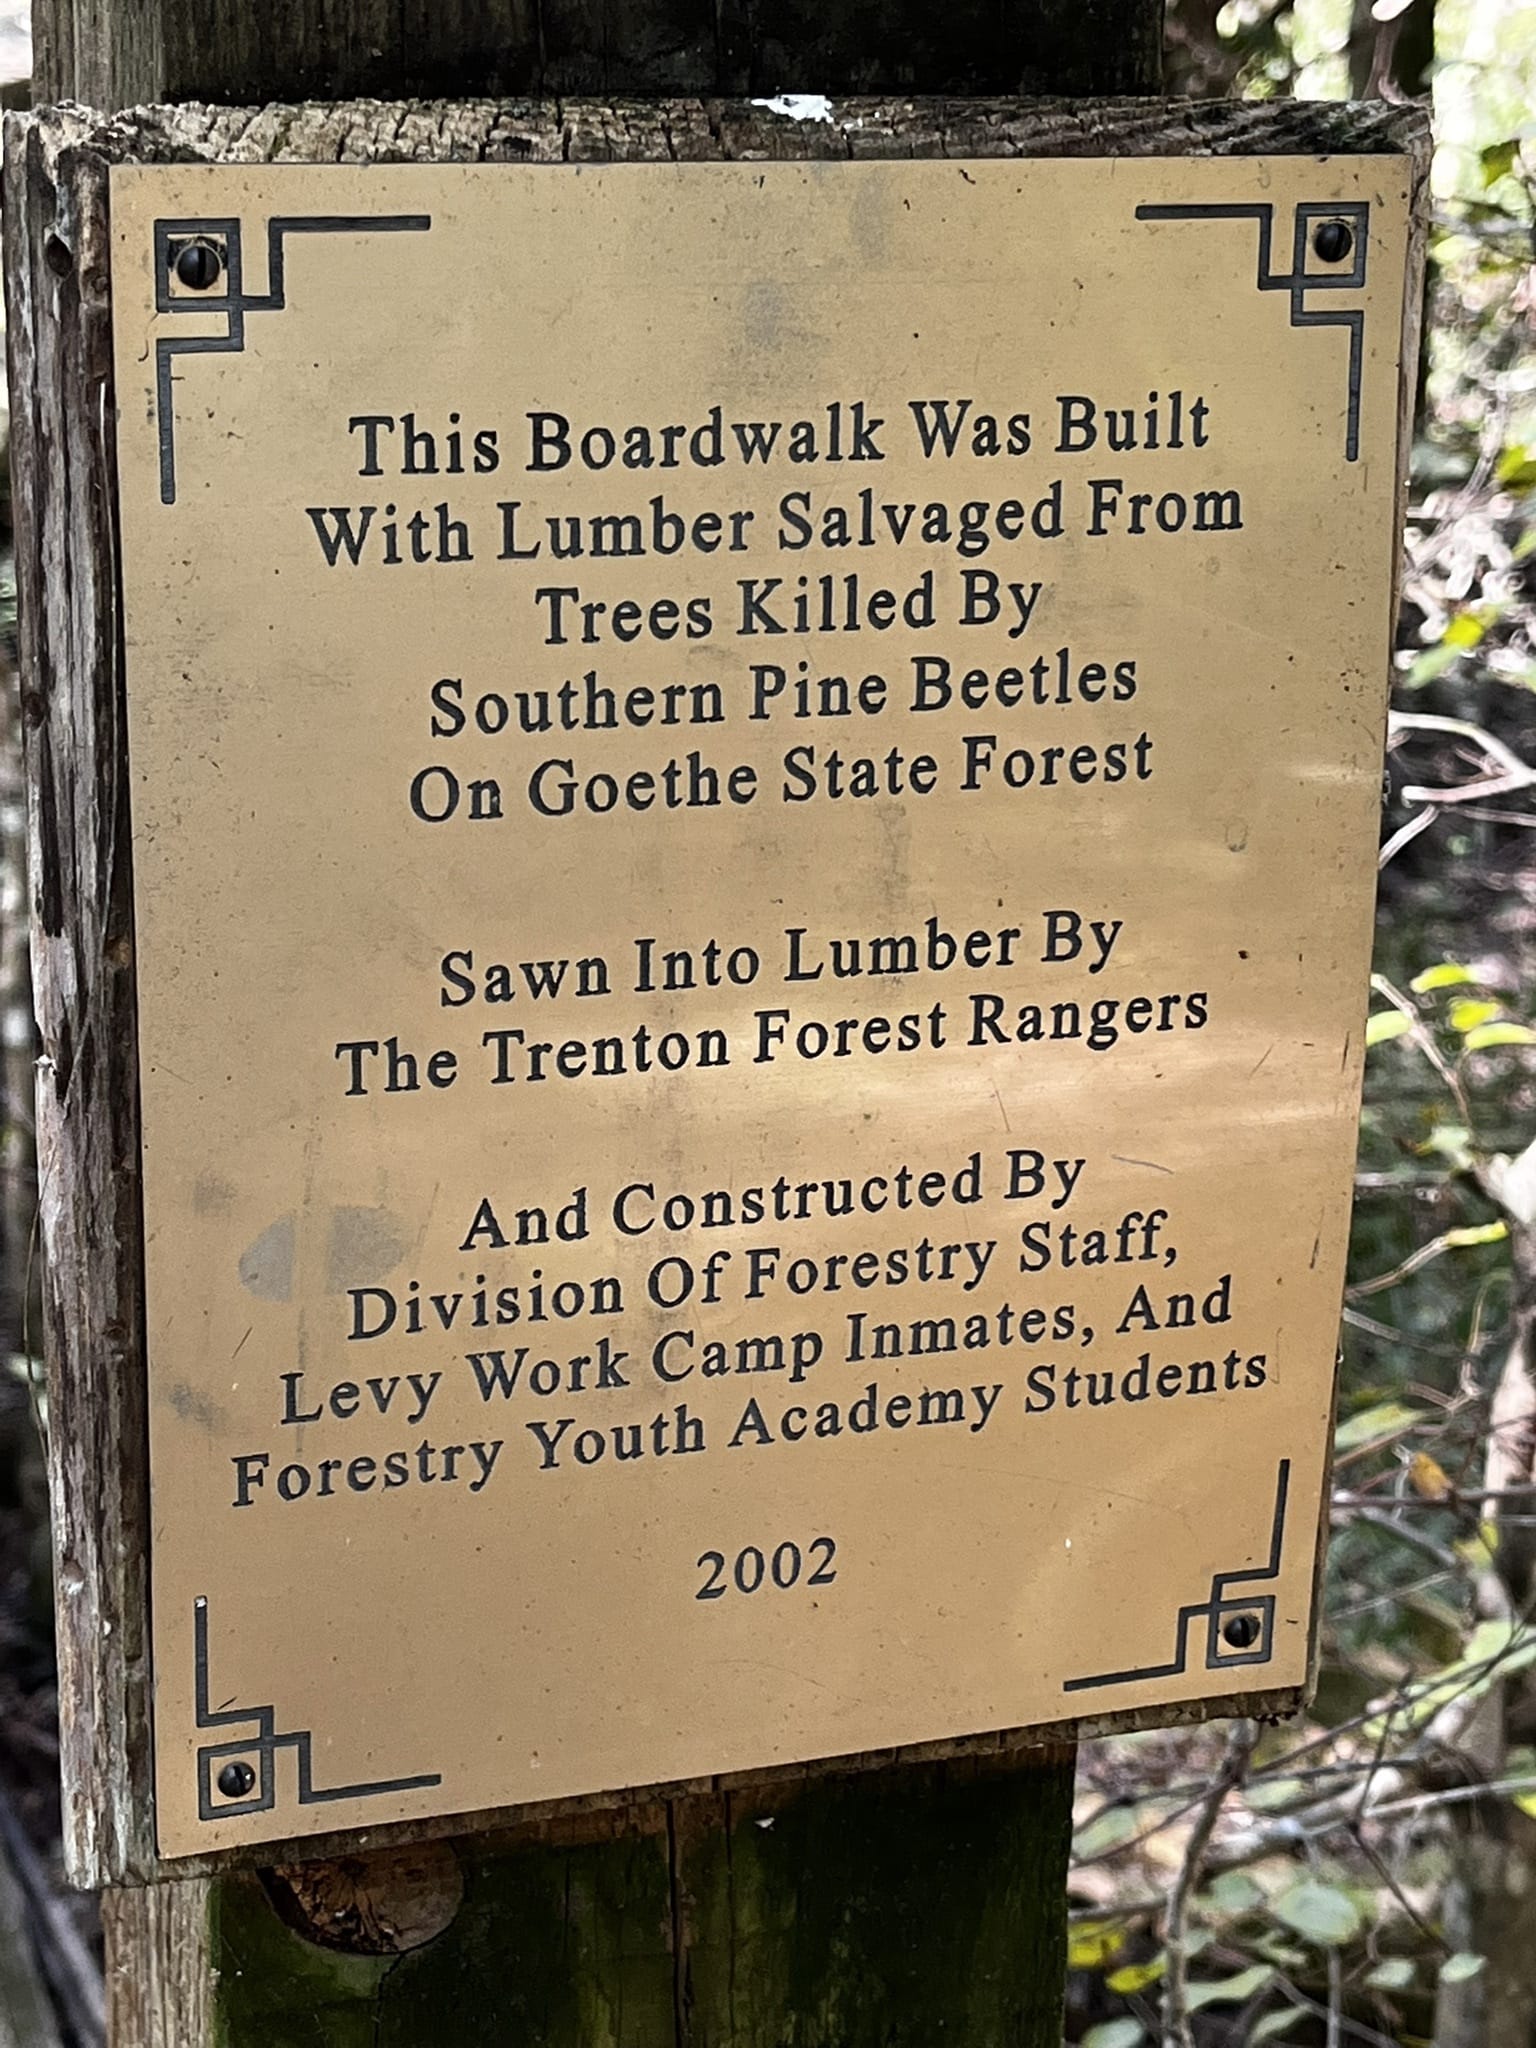 This Boardwalk Was Built
With Lumber Salvaged From
Trees Killed By
Southern Pine Beetles
On Goethe State Forest
Sawn Into Lumber By
The Trenton Forest Rangers
And Constructed By
Division Of Forestry Staff,
Levy Work Camp Inmates, And
Forestry Youth Academy Students
2002